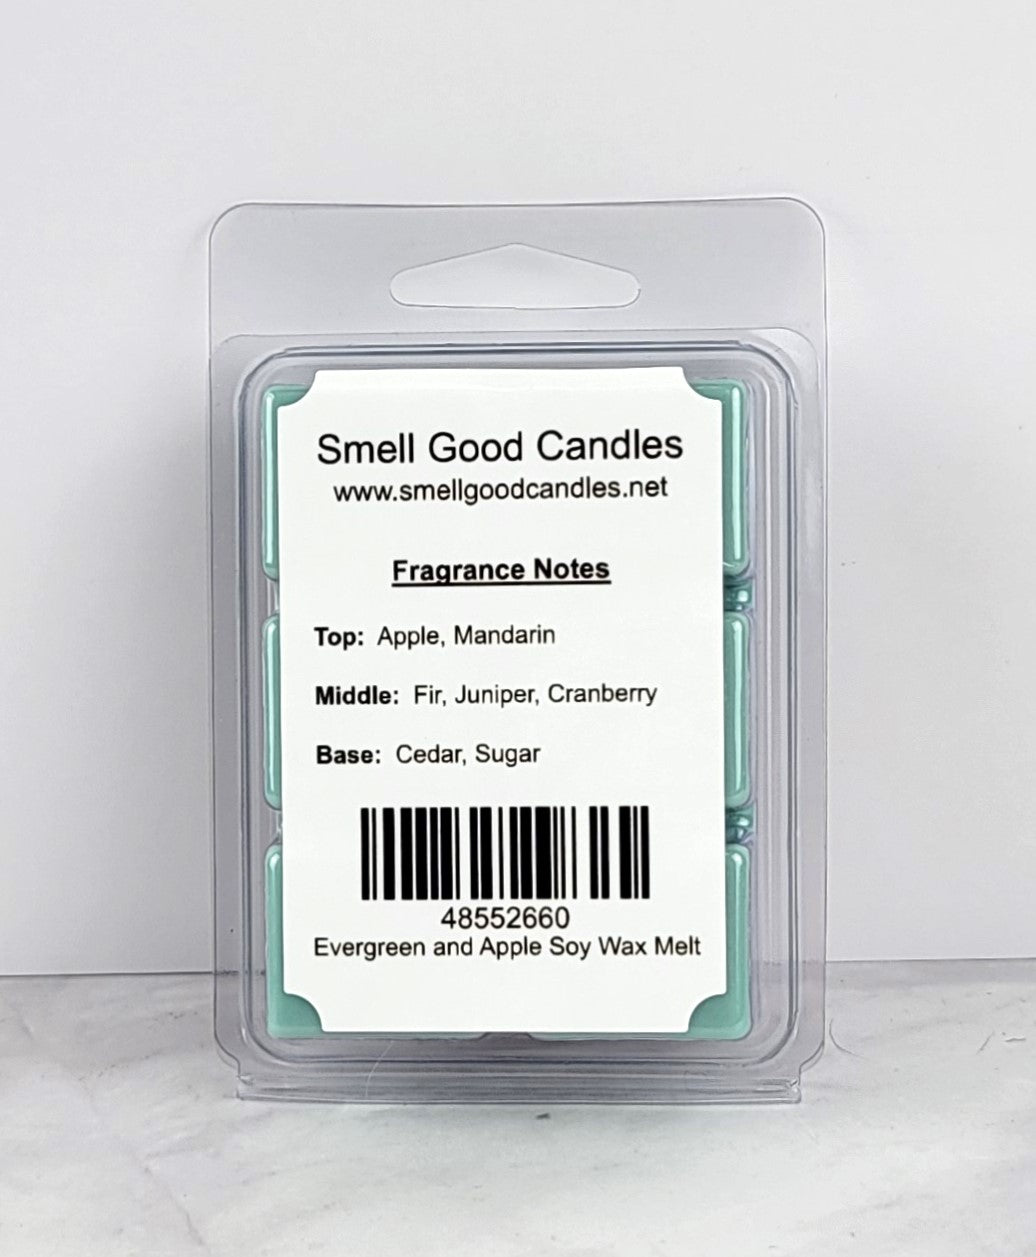 Smell Good Candles
www.smellgoodcandles.net
Fragrance Notes
Top: Apple, Mandarin
Middle: Fir, Juniper, Cranberry
Base: Cedar, Sugar
48552660
Evergreen and Apple Soy Wax Melt